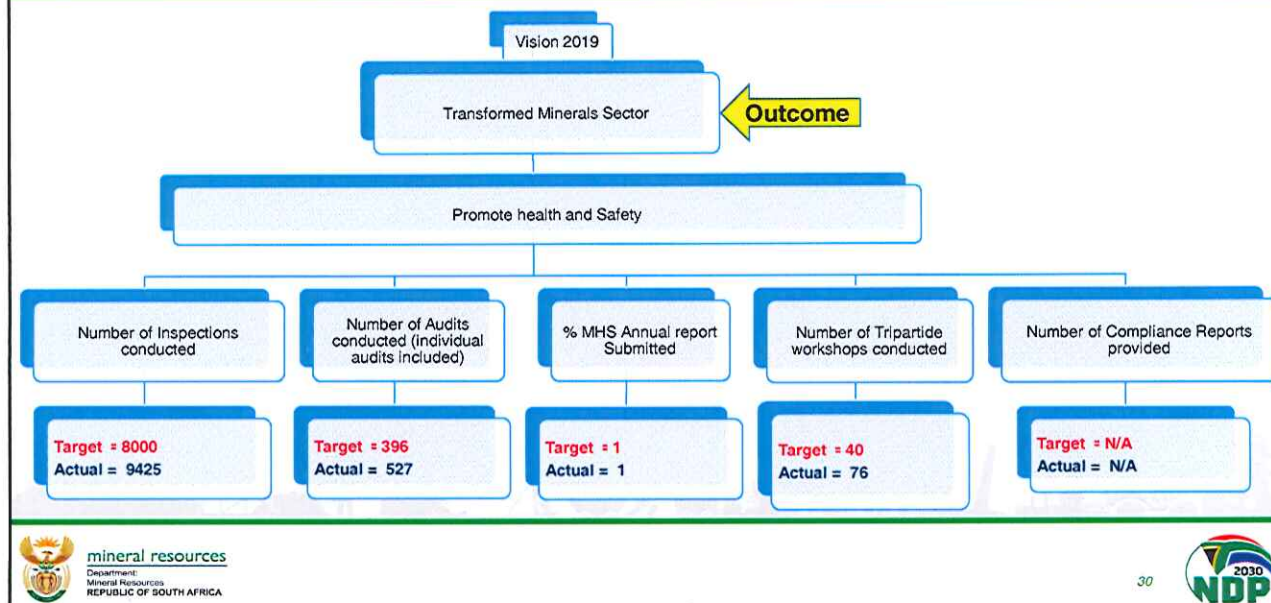 Vision 2019
Transformed Minerals Sector
Outcome
Promote health and Safety
Number of Inspections
conducted
Number of Audits
conducted (individual
audits included)
% MHS Annual report
Submitted
Number of Tripartide
workshops conducted
Number of Compliance Reports
provided
Target = 8000
Actual = 9425
Target = 396
Actual = 527
Target = 1
Actual = 1
Target = 40
Actual = 76
Target = N/A
Actual = N/A
mineral resources
Department:
Mineral Resources
REPUBLIC OF SOUTH AFRICA
30
2030
NDP